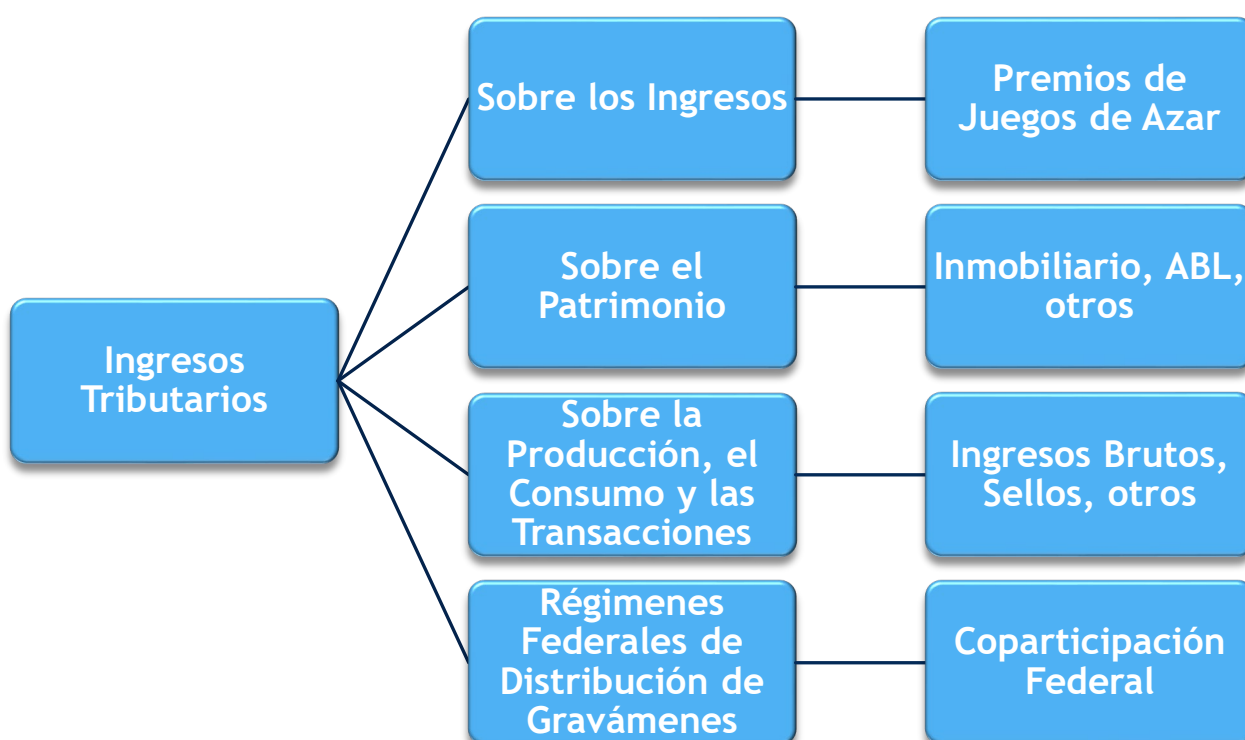 Ingresos
Tributarios
Sobre los Ingresos
Premios de
Juegos de Azar
Sobre el
Patrimonio
Inmobiliario, ABL,
otros
Sobre la
Producción, el
Consumo y las
Transacciones
Ingresos Brutos,
Sellos, otros
Régimenes
Federales de
Distribución de
Gravámenes
Coparticipación
Federal